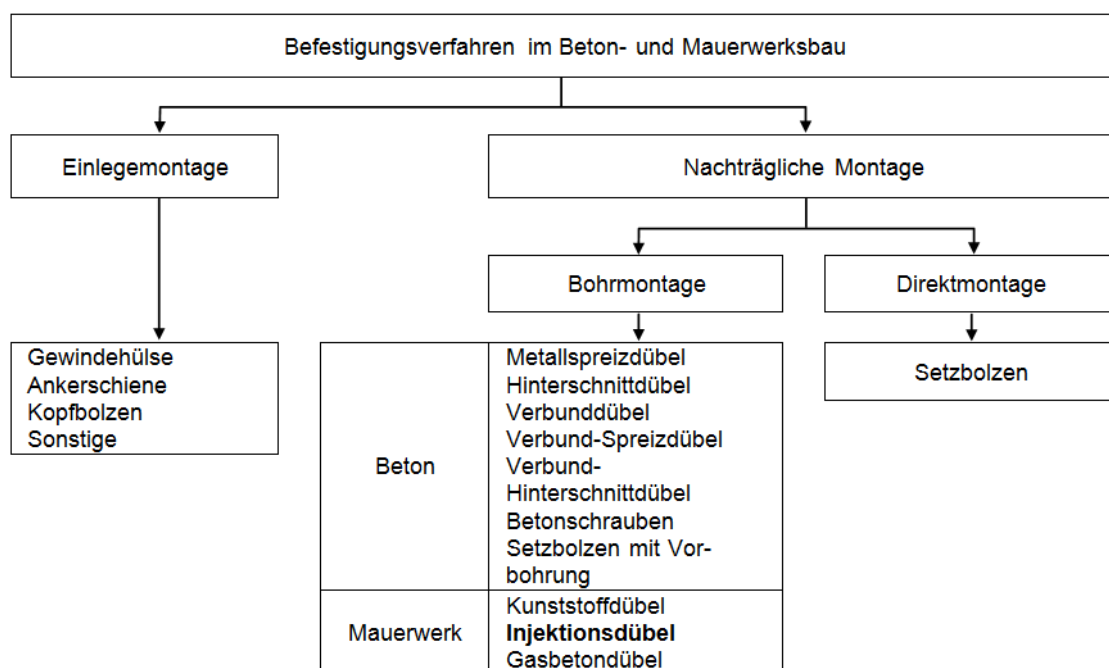 Befestigungsverfahren im Beton- und Mauerwerksbau
Einlegemontage
Nachträgliche Montage
Bohrmontage
Direktmontage
Gewindehülse
Ankerschiene
Kopfbolzen
Sonstige
Beton
Metallspreizdübel
Hinterschnittdübel
Verbunddübel
Verbund-Spreizdübel
Verbund-
Hinterschnittdübel
Betonschrauben
Setzbolzen mit Vor-
bohrung
Setzbolzen
Mauerwerk
Kunststoffdübel
Injektionsdübel
Gasbetondübel